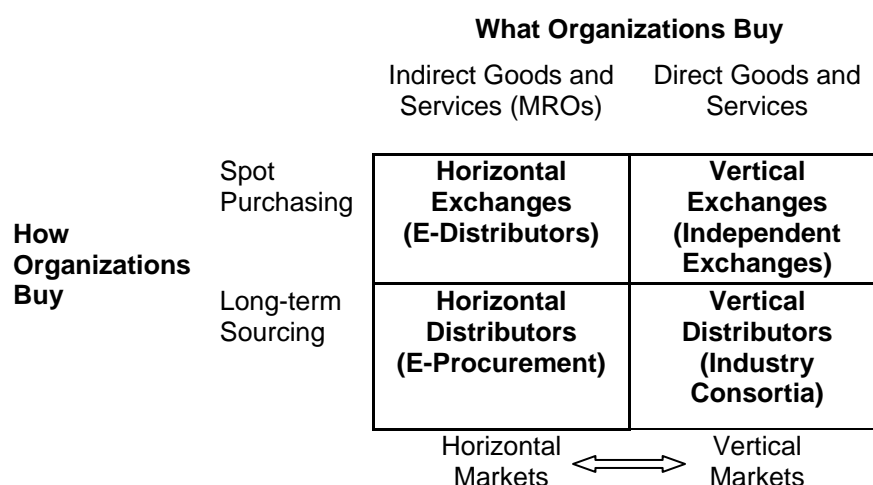 What Organizations Buy
Indirect Goods and
Services (MROs)
Direct Goods and
Services
Spot
Purchasing
Horizontal
Exchanges
(E-Distributors)
Vertical
Exchanges
(Independent
Exchanges)
How
Organizations
Buy
Long-term
Sourcing
Horizontal
Distributors
(E-Procurement)
Vertical
Distributors
(Industry
Consortia)
Horizontal
Markets
Vertical
Markets